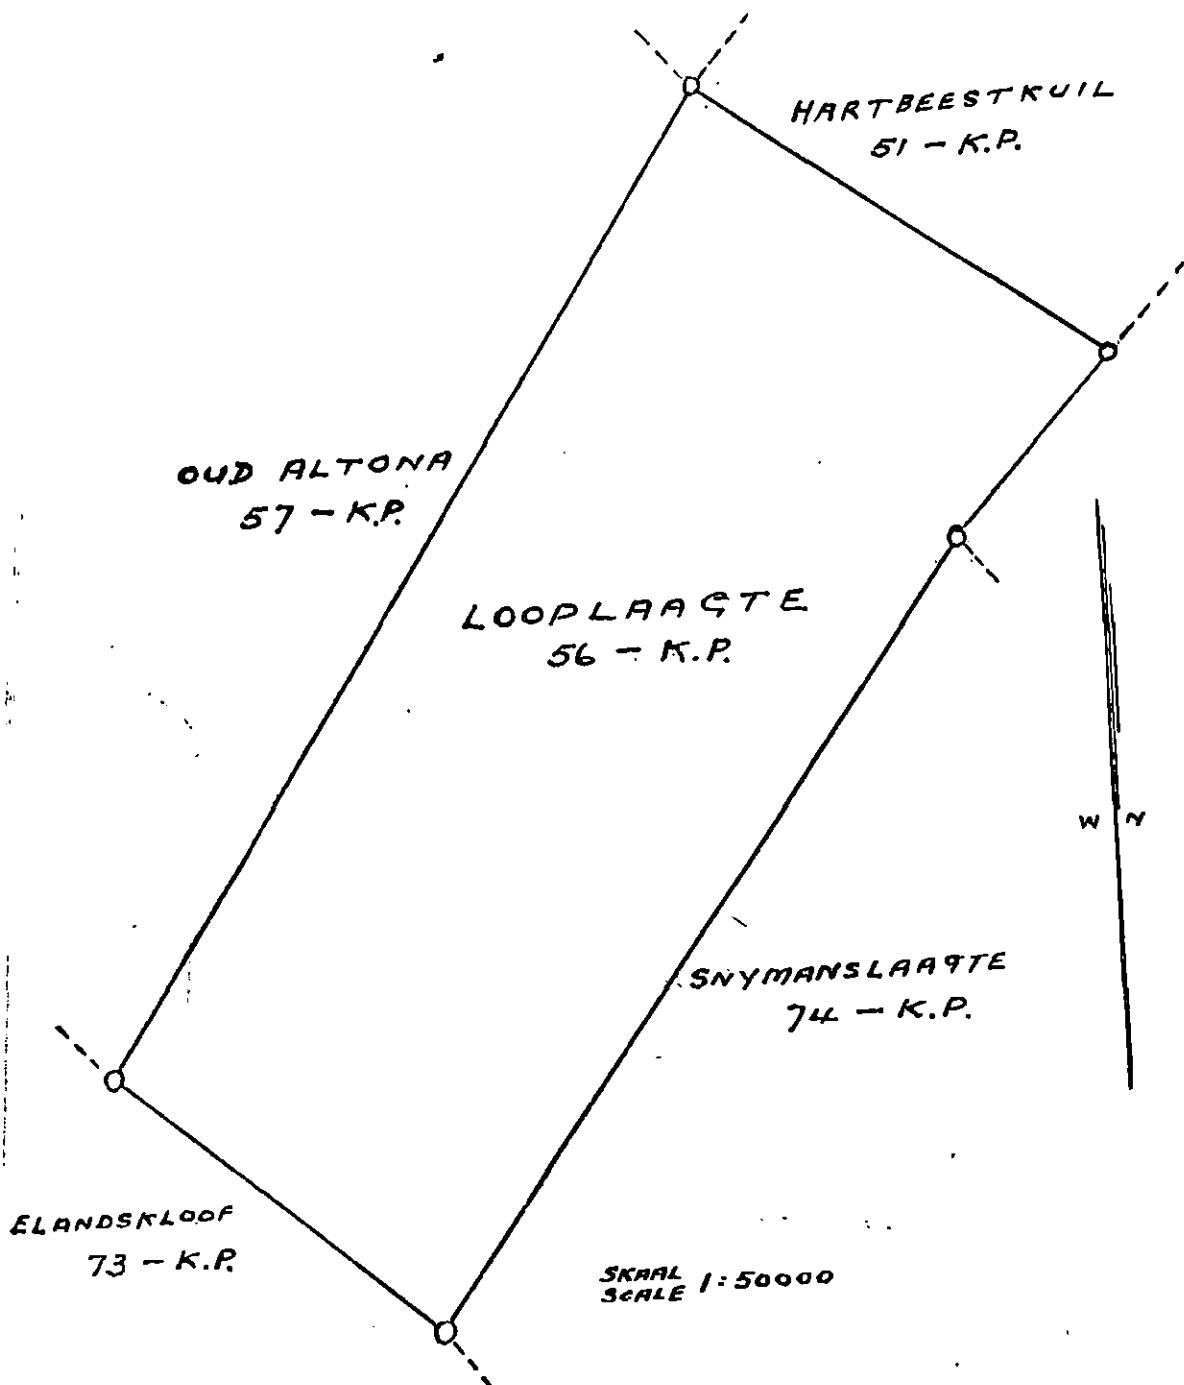 HARTBEESTKUIL
51 - K.P.
OUD ALTONA
57 - K.P.
LOOPLAAGTE
56 - K.P.
W N
SNYMANSLAAGTE
74 - K.P.
ELANDSKLOOF
73 - K.P.
SKAAL
SCALE 1:50000